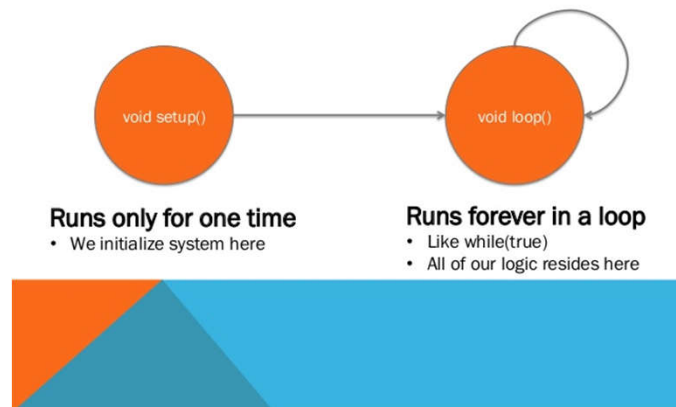 void setup()
void loop()
Runs only for one time
• We initialize system here
Runs forever in a loop
• Like while(true)
• All of our logic resides here